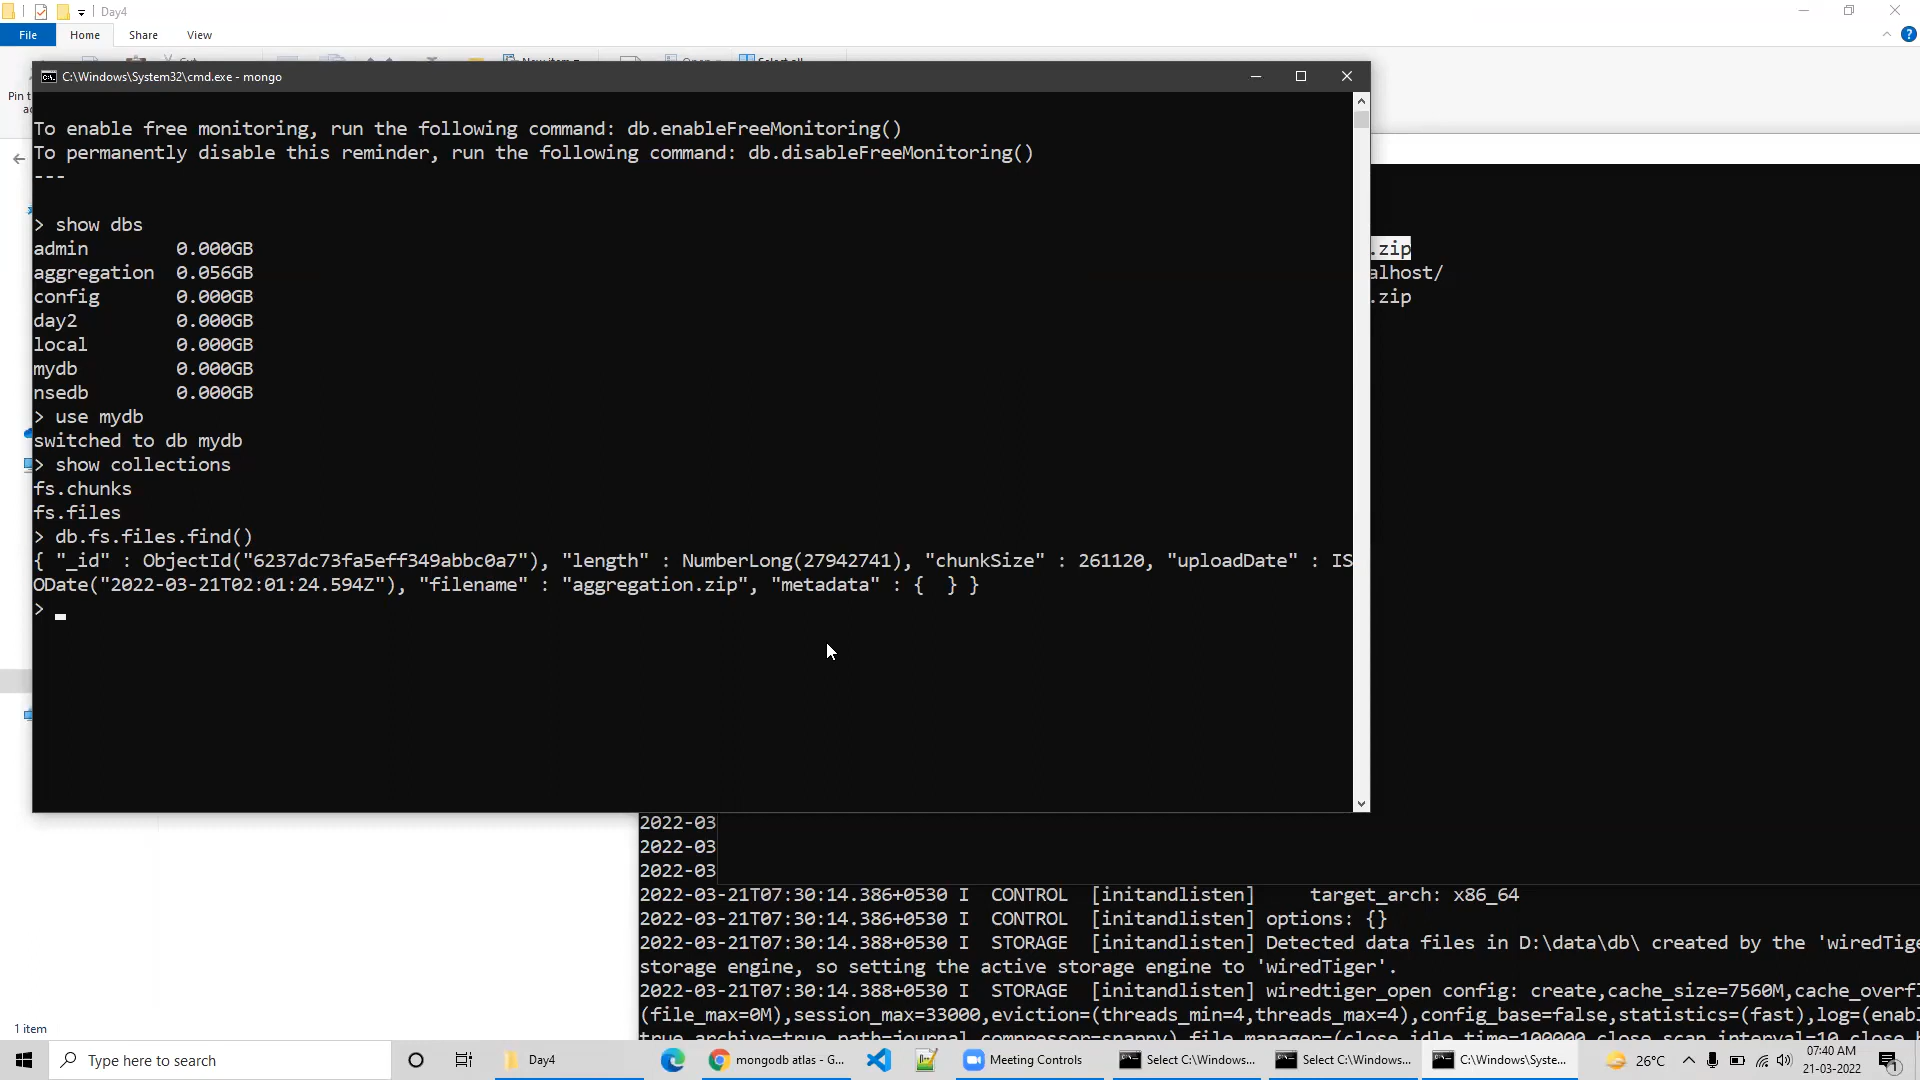 Day4
File Home Share View
C:\Windows\System32\cmd.exe - mongo
To enable free monitoring, run the following command: db.enableFreeMonitoring()
To permanently disable this reminder, run the following command: db.disableFreeMonitoring()
---
> show dbs
admin 0.000GB
aggregation 0.056GB
config 0.000GB
day2 0.000GB
local 0.000GB
mydb 0.000GB
nsedb 0.000GB
> use mydb
switched to db mydb
> show collections
fs.chunks
fs.files
> db.fs.files.find()
{ "_id" : ObjectId("6237dc73fa5eff349abbc0a7"), "length" : NumberLong(27942741), "chunkSize" : 261120, "uploadDate" : IS
ODate("2022-03-21T02:01:24.594Z"), "filename" : "aggregation.zip", "metadata" : {  } }
>
.zip
alhost/
.zip
2022-03
2022-03
2022-03
2022-03-21T07:30:14.386+0530 I CONTROL [initandlisten] target_arch: x86_64
2022-03-21T07:30:14.386+0530 I CONTROL [initandlisten] options: {}
2022-03-21T07:30:14.388+0530 I STORAGE [initandlisten] Detected data files in D:\data\db\ created by the 'wiredTige
storage engine, so setting the active storage engine to 'wiredTiger'.
2022-03-21T07:30:14.388+0530 I STORAGE [initandlisten] wiredtiger_open config: create,cache_size=7560M,cache_overf
(file_max=0M),session_max=33000,eviction=(threads_min=4,threads_max=4),config_base=false,statistics=(fast),log=(enab
1 item
Type here to search
Day4
mongodb atlas - G...
Meeting Controls
Select C:\Windows...
Select C:\Windows...
C:\Windows\Syste...
26°C
07:40 AM
21-03-2022